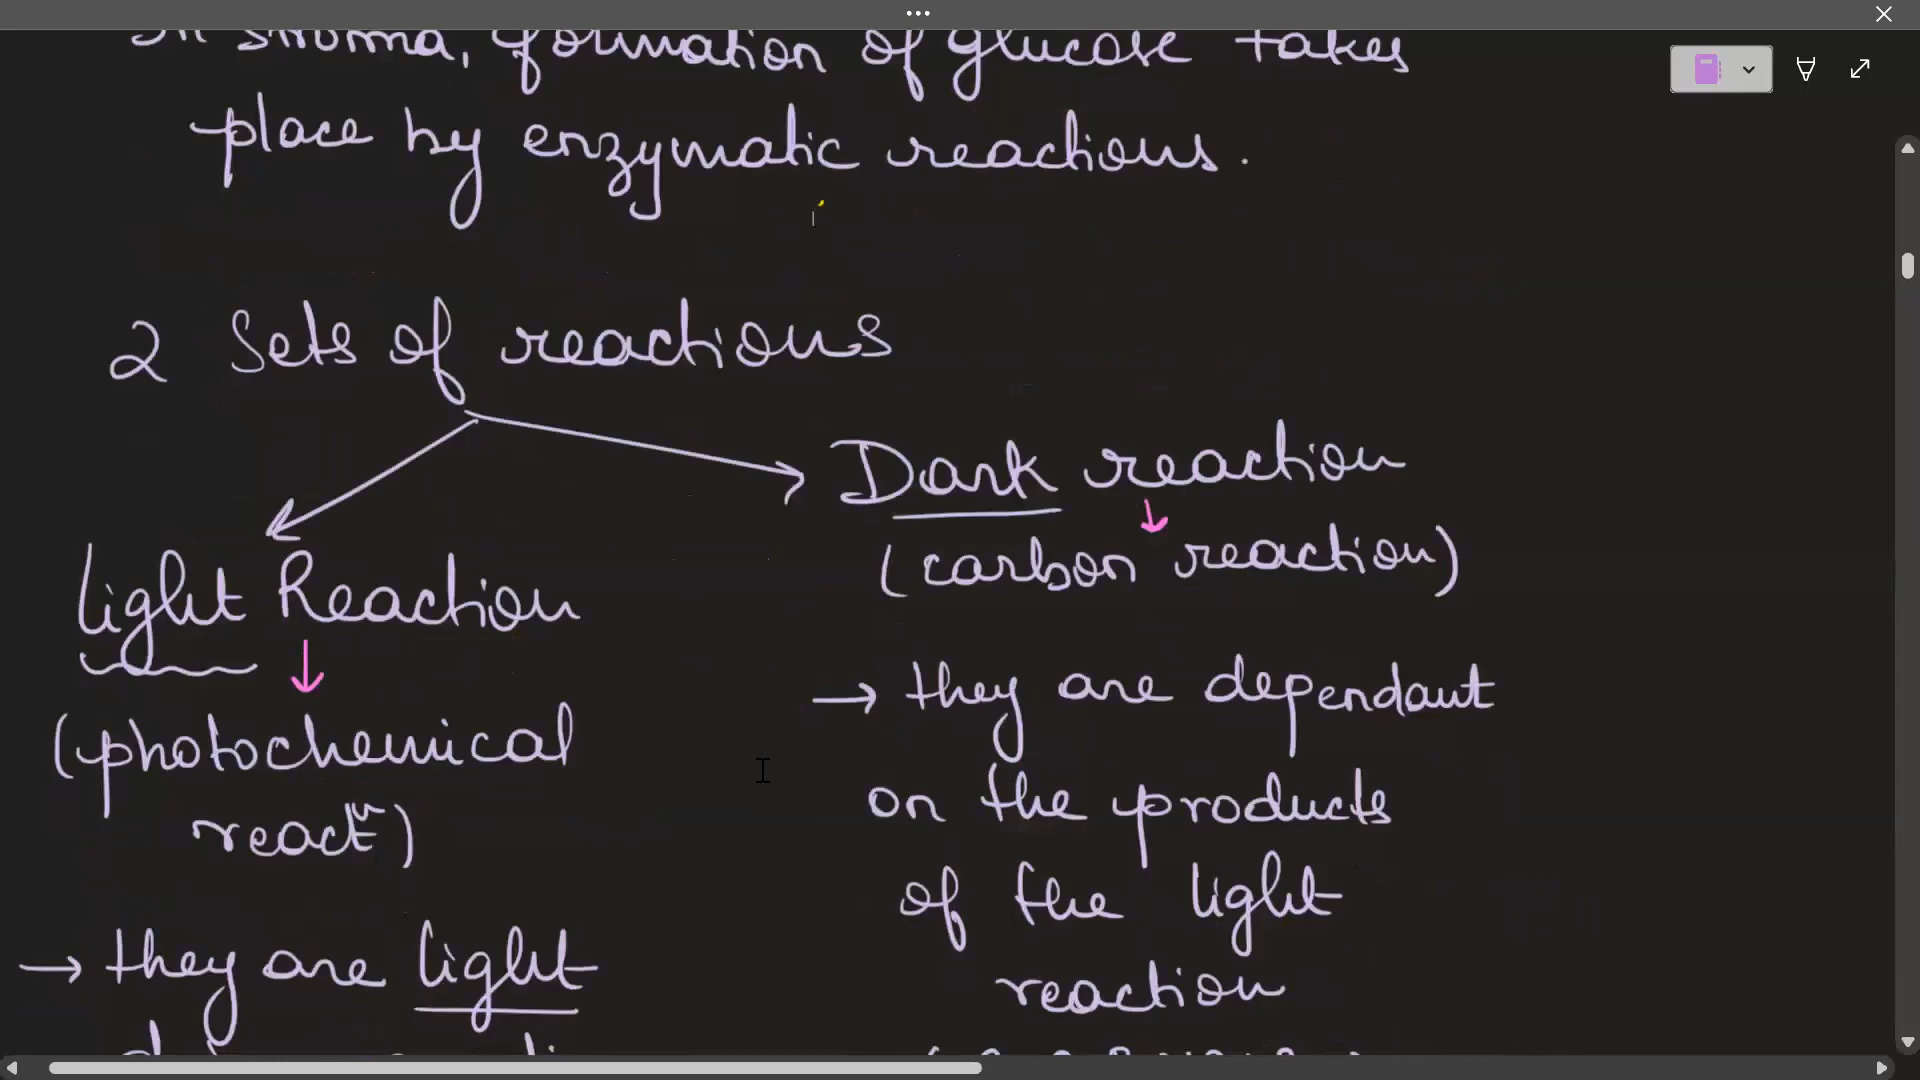 In stroma, formation of glucose takes
place by enzymatic reactions.
2 Sets of reactions
Dark reaction
(carbon reaction)
light Reaction
(photochemical
reactⁿ)
→ they are dependant
on the products
of the light
reaction
→ they are light